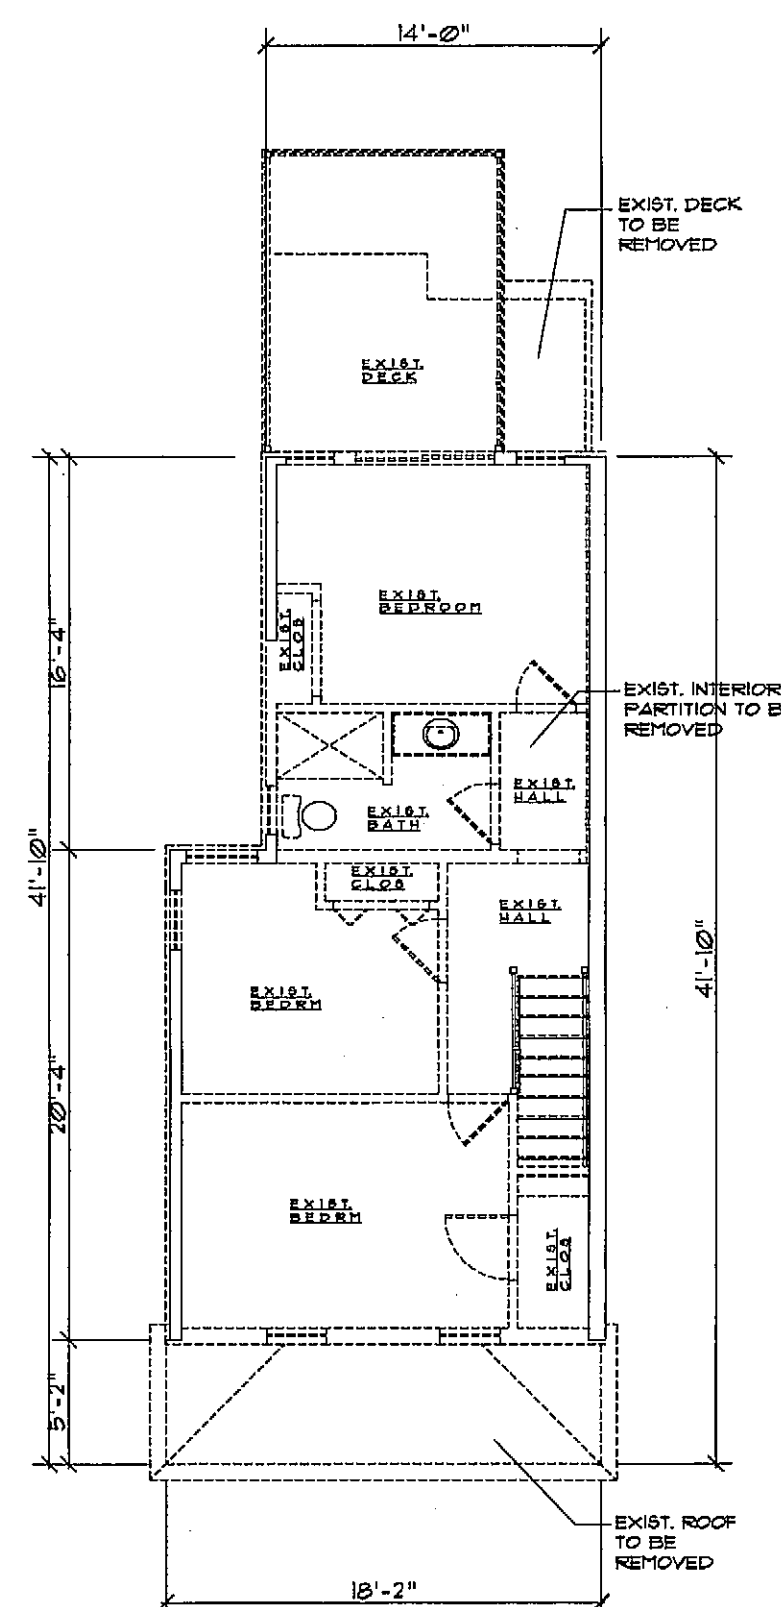 14'-0"
EXIST. DECK
TO BE
REMOVED
EXIST.
DECK
EXIST.
BEDROOM
EXIST.
CLOS
16'-4"
EXIST. INTERIOR
PARTITION TO B
REMOVED
EXIST.
HALL
EXIST.
BATH
41'-10"
EXIST.
CLOS
EXIST.
HALL
41'-10"
EXIST.
BEDRM
20'-4"
EXIST.
BEDRM
EXIST.
CLOS
5'-2"
EXIST. ROOF
TO BE
REMOVED
18'-2"